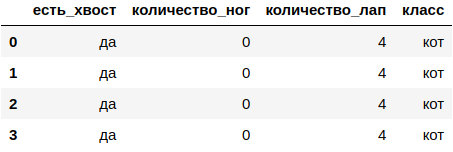 есть_хвост количество_ног количество_лап класс
0 да 0 4 кот
1 да 0 4 кот
2 да 0 4 кот
3 да 0 4 кот